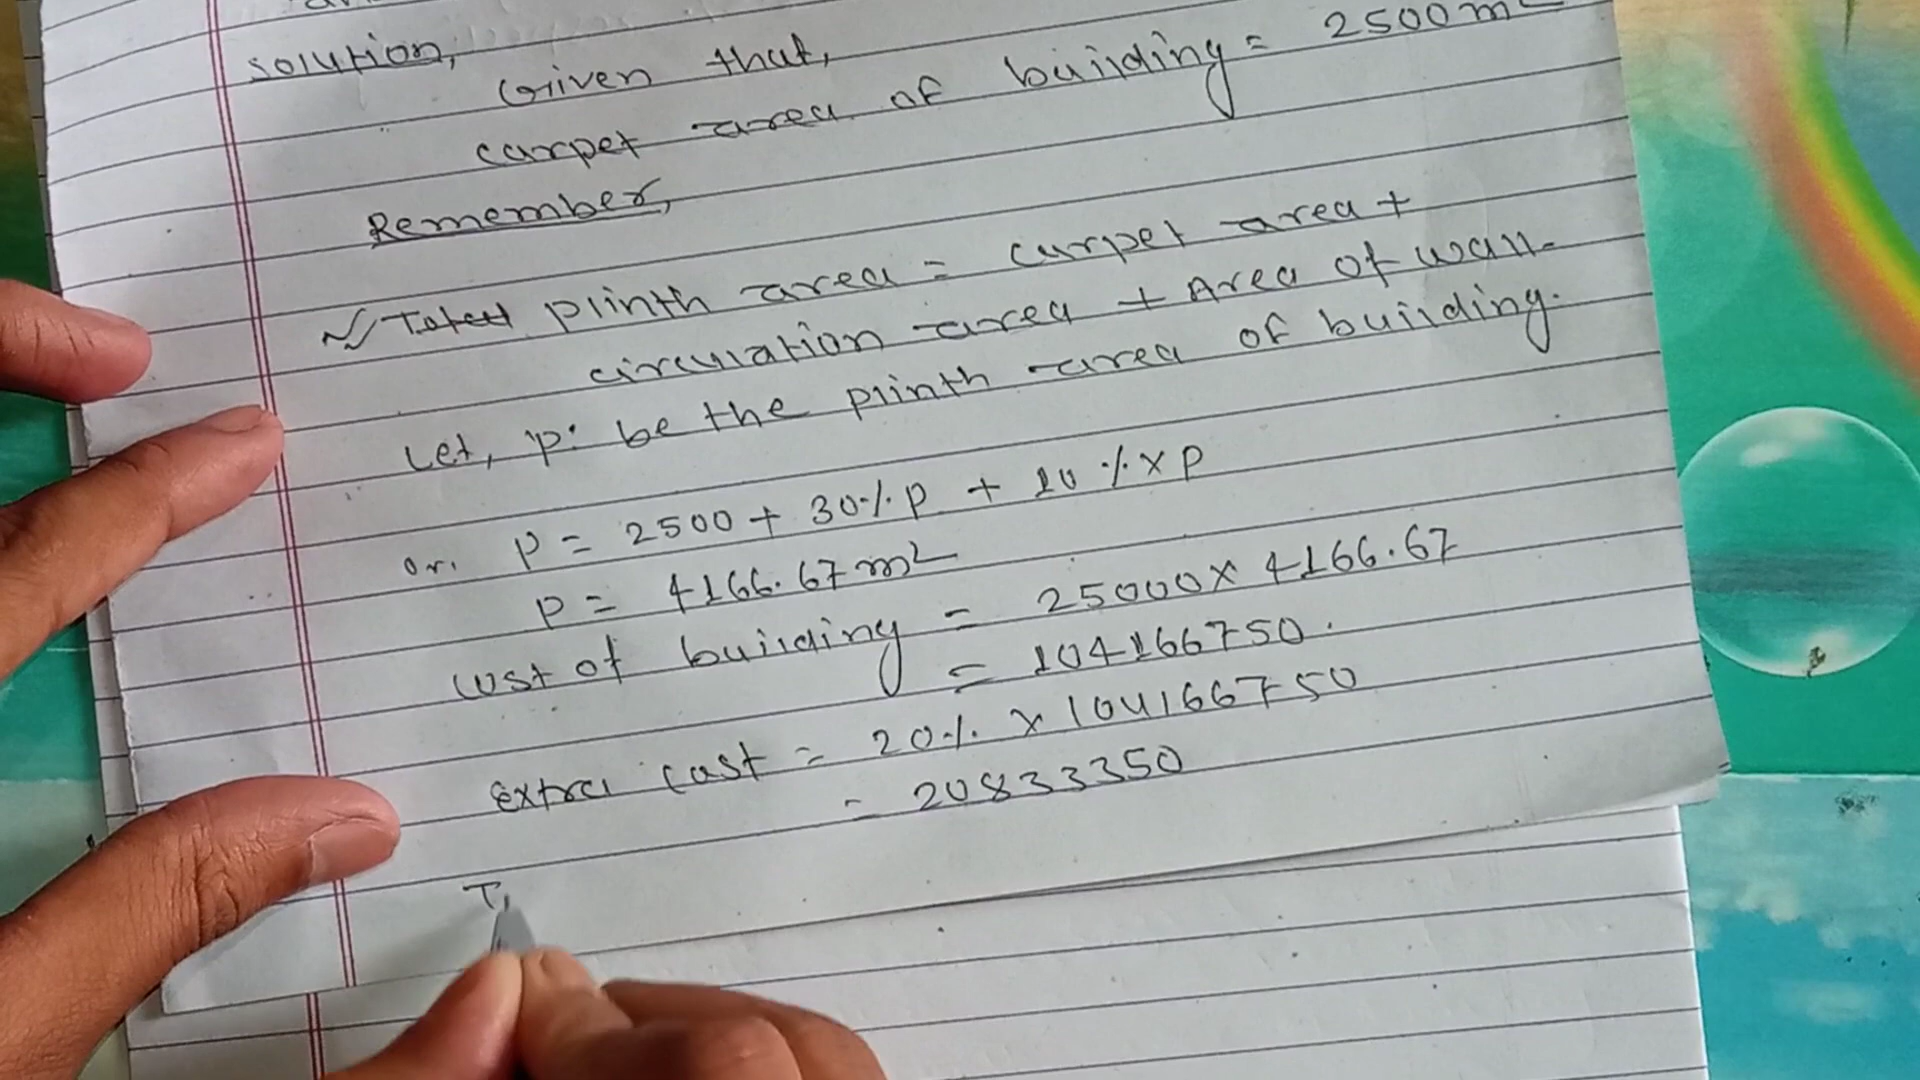 Solution,
Given that,
carpet area of building = 2500 m²
Remember,
Total plinth area = carpet area +
circulation area + Area of wall.
Let, 'p' be the plinth area of building.
or, P = 2500 + 30% p + 10% × p
P = 4166.67 m²
cost of building = 25000 × 4166.67
= 104166750.
Extra cost = 20% × 104166750
= 20833350
T